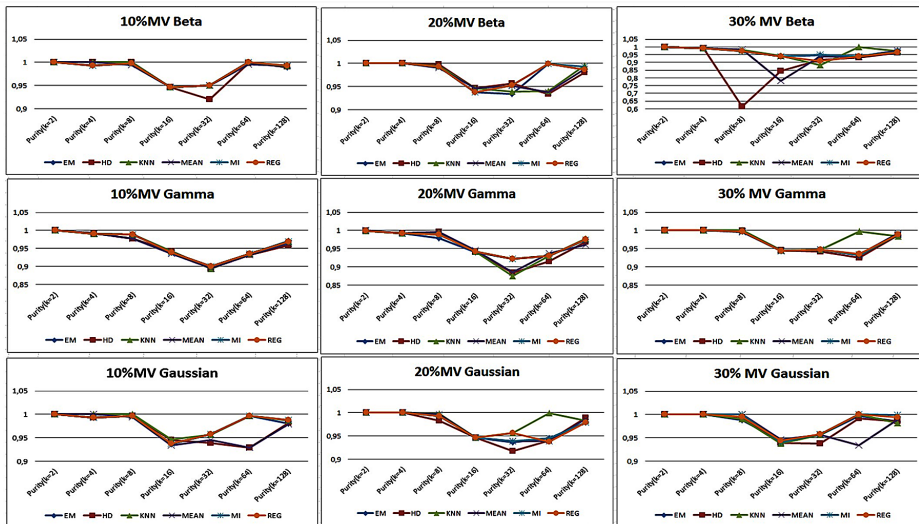 10%MV Beta
1,05
1
0,95
0,9
Purity(k=2)
Purity(k=4)
Purity(k=8)
Purity(k=16)
Purity(k=32)
Purity(k=64)
Purity(k=128)
EM HD KNN MEAN MI REG
20%MV Beta
1,05
1
0,95
0,9
Purity(k=2)
Purity(k=4)
Purity(k=8)
Purity(k=16)
Purity(k=32)
Purity(k=64)
Purity(k=128)
EM HD KNN MEAN MI REG
30% MV Beta
1,05
1
0,95
0,9
0,85
0,8
0,75
0,7
0,65
0,6
Purity(k=2)
Purity(k=4)
Purity(k=8)
Purity(k=16)
Purity(k=32)
Purity(k=64)
Purity(k=128)
EM HD KNN MEAN MI REG
10%MV Gamma
1,05
1
0,95
0,9
0,85
Purity(k=2)
Purity(k=4)
Purity(k=8)
Purity(k=16)
Purity(k=32)
Purity(k=64)
Purity(k=128)
EM HD KNN MEAN MI REG
20%MV Gamma
1,05
1
0,95
0,9
0,85
Purity(k=2)
Purity(k=4)
Purity(k=8)
Purity(k=16)
Purity(k=32)
Purity(k=64)
Purity(k=128)
EM HD KNN MEAN MI REG
30% MV Gamma
1,05
1
0,95
0,9
Purity(k=2)
Purity(k=4)
Purity(k=8)
Purity(k=16)
Purity(k=32)
Purity(k=64)
Purity(k=128)
EM HD KNN MEAN MI REG
10%MV Gaussian
1,05
1
0,95
0,9
Purity(k=2)
Purity(k=4)
Purity(k=8)
Purity(k=16)
Purity(k=32)
Purity(k=64)
Purity(k=128)
EM HD KNN MEAN MI REG
20%MV Gaussian
1,05
1
0,95
0,9
Purity(k=2)
Purity(k=4)
Purity(k=8)
Purity(k=16)
Purity(k=32)
Purity(k=64)
Purity(k=128)
EM HD KNN MEAN MI REG
30% MV Gaussian
1,05
1
0,95
0,9
Purity(k=2)
Purity(k=4)
Purity(k=8)
Purity(k=16)
Purity(k=32)
Purity(k=64)
Purity(k=128)
EM HD KNN MEAN MI REG